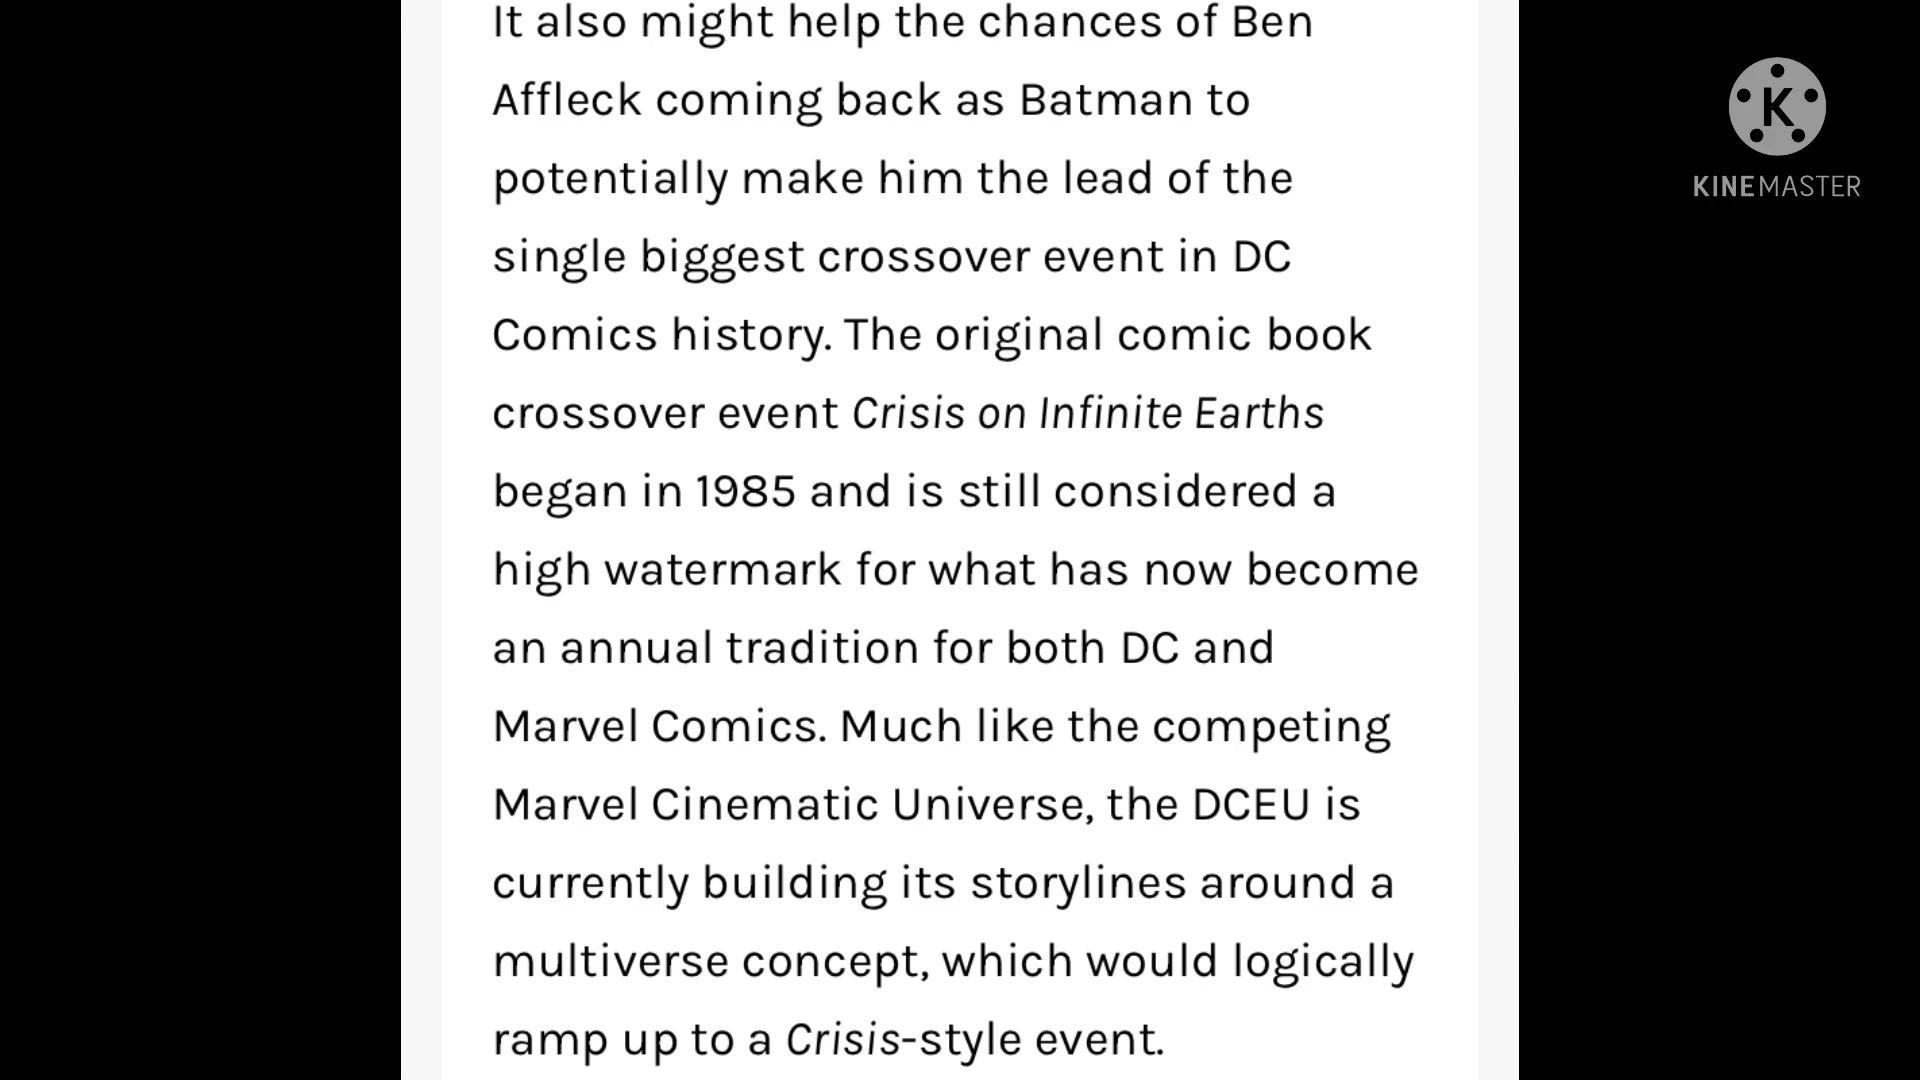 It also might help the chances of Ben
Affleck coming back as Batman to
potentially make him the lead of the
single biggest crossover event in DC
Comics history. The original comic book
crossover event Crisis on Infinite Earths
began in 1985 and is still considered a
high watermark for what has now become
an annual tradition for both DC and
Marvel Comics. Much like the competing
Marvel Cinematic Universe, the DCEU is
currently building its storylines around a
multiverse concept, which would logically
ramp up to a Crisis-style event.
K
KINEMASTER